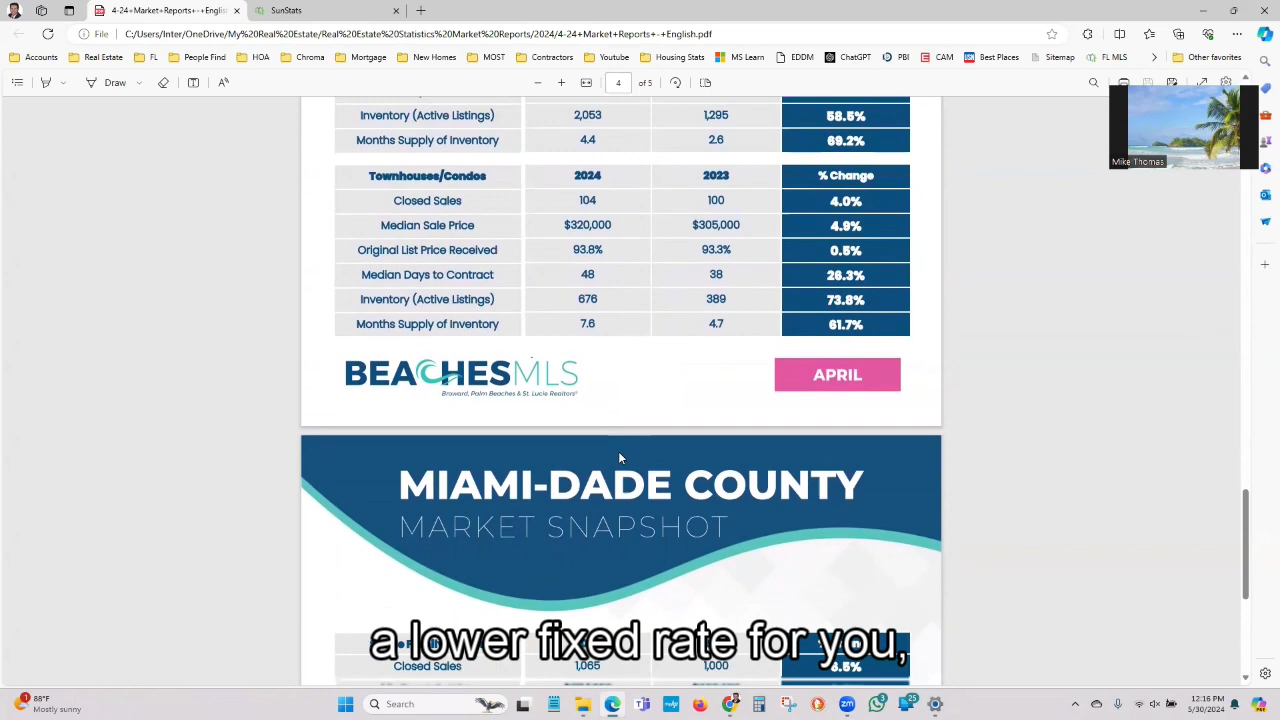 4-24+Market+Reports+-+Englis
SunStats
File
C:/Users/Inter/OneDrive/My%20Real%20Estate/Real%20Estate%20Statistics%20Market%20Reports/2024/4-24+Market+Reports+-+English.pdf
Accounts
Real Estate
FL
People Find
HOA
Chroma
Mortgage
New Homes
MOST
Contractors
Youtube
Housing Stats
MS Learn
EDDM
ChatGPT
PBI
CAM
Best Places
Sitemap
FL MLS
Other favorites
Draw
4 of 5
Inventory (Active Listings) 2,053 1,295 58.5%
Months Supply of Inventory 4.4 2.6 69.2%
Townhouses/Condos 2024 2023 % Change
Closed Sales 104 100 4.0%
Median Sale Price $320,000 $305,000 4.9%
Original List Price Received 93.8% 93.3% 0.5%
Median Days to Contract 48 38 26.3%
Inventory (Active Listings) 676 389 73.8%
Months Supply of Inventory 7.6 4.7 61.7%
BEACHESMLS
Broward, Palm Beaches & St. Lucie Realtors®
APRIL
Mike Thomas
MIAMI-DADE COUNTY
MARKET SNAPSHOT
a lower fixed rate for you,
Closed Sales 1,065 1,000 6.5%
88°F
Mostly sunny
Search
3
25
12:16 PM
5/30/2024